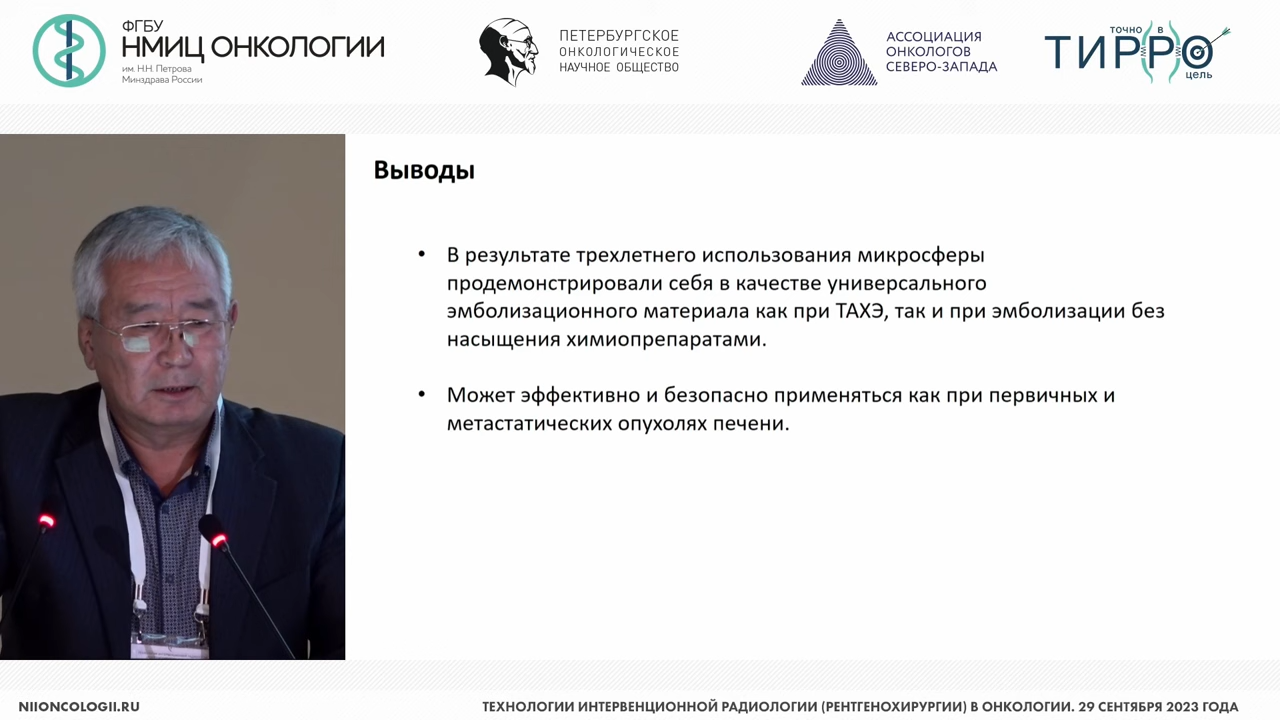 ФГБУ
НМИЦ ОНКОЛОГИИ
им. Н.Н. Петрова
Минздрава России
ПЕТЕРБУРГСКОЕ
ОНКОЛОГИЧЕСКОЕ
НАУЧНОЕ ОБЩЕСТВО
АССОЦИАЦИЯ
ОНКОЛОГОВ
СЕВЕРО-ЗАПАДА
ТОЧНО В
ТИРРО
цель
Выводы
• В результате трехлетнего использования микросферы
продемонстрировали себя в качестве универсального
эмболизационного материала как при ТАХЭ, так и при эмболизации без
насыщения химиопрепаратами.
• Может эффективно и безопасно применяться как при первичных и
метастатических опухолях печени.
NIIONCOLOGII.RU
ТЕХНОЛОГИИ ИНТЕРВЕНЦИОННОЙ РАДИОЛОГИИ (РЕНТГЕНОХИРУРГИИ) В ОНКОЛОГИИ. 29 СЕНТЯБРЯ 2023 ГОДА